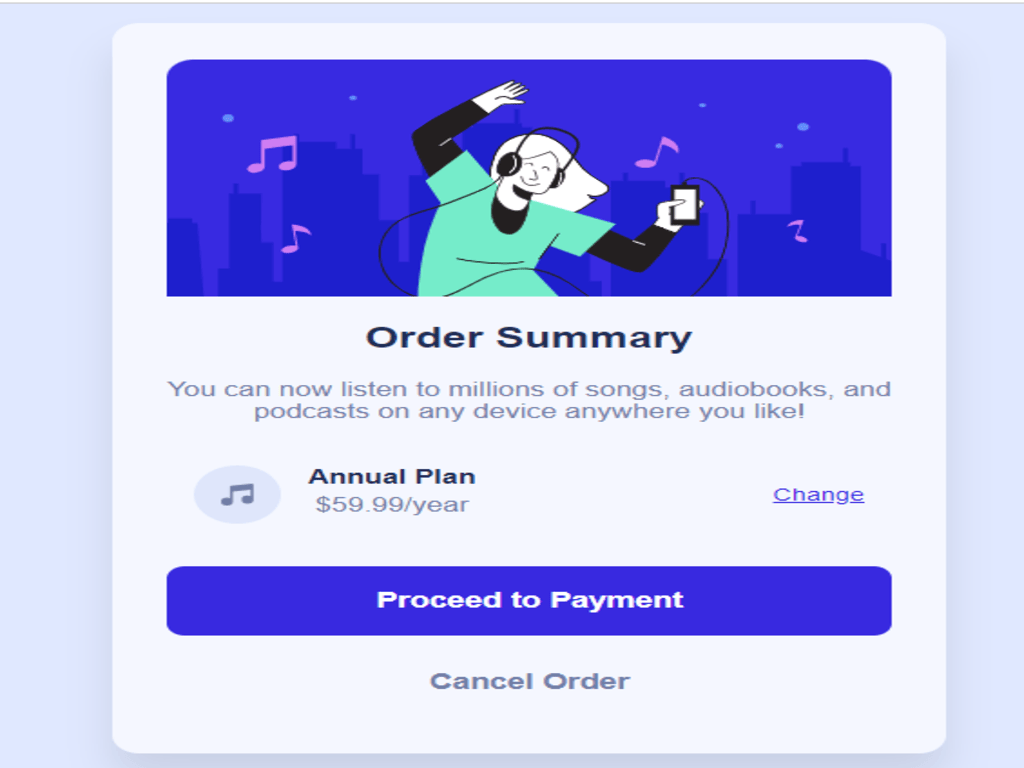 Order Summary
You can now listen to millions of songs, audiobooks, and
podcasts on any device anywhere you like!
Annual Plan
$59.99/year
Change
Proceed to Payment
Cancel Order